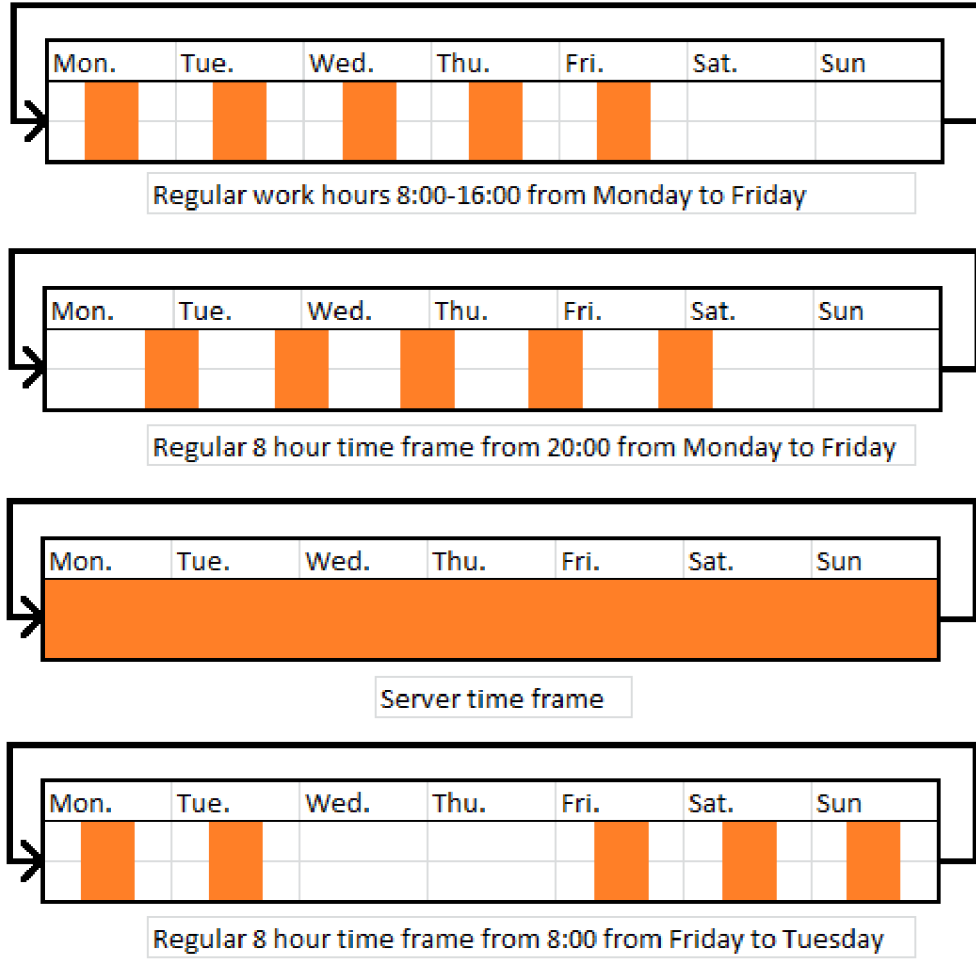 Mon. Tue. Wed. Thu. Fri. Sat. Sun
Regular work hours 8:00-16:00 from Monday to Friday
Mon. Tue. Wed. Thu. Fri. Sat. Sun
Regular 8 hour time frame from 20:00 from Monday to Friday
Mon. Tue. Wed. Thu. Fri. Sat. Sun
Server time frame
Mon. Tue. Wed. Thu. Fri. Sat. Sun
Regular 8 hour time frame from 8:00 from Friday to Tuesday